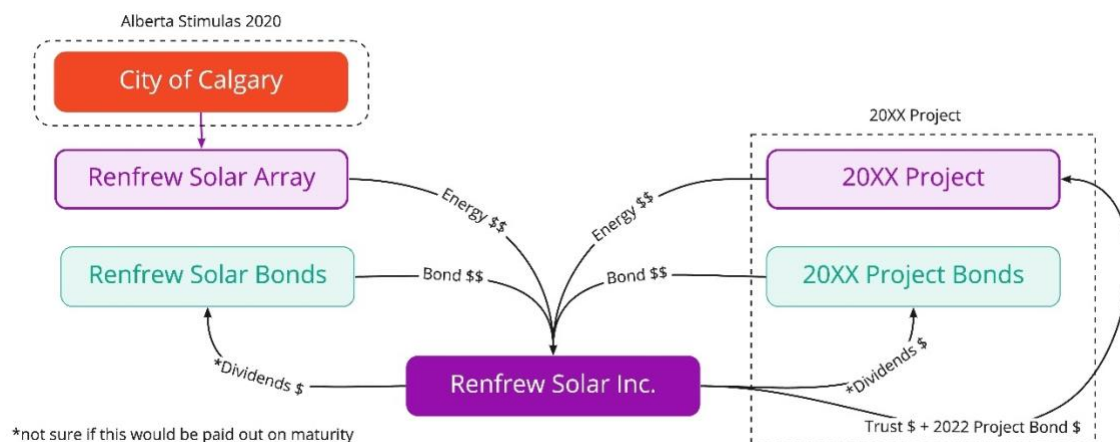 Alberta Stimulas 2020
City of Calgary
20XX Project
Renfrew Solar Array
20XX Project
Energy $$
Energy $$
Renfrew Solar Bonds
Bond $$
Bond $$
20XX Project Bonds
*Dividends $
Renfrew Solar Inc.
*Dividends $
Trust $ + 2022 Project Bond $
*not sure if this would be paid out on maturity